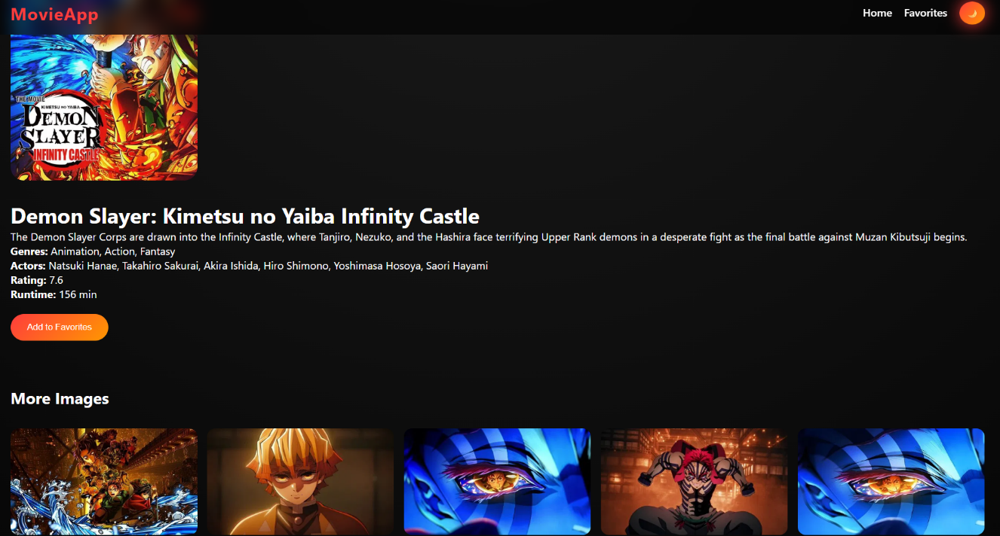 MovieApp
Home Favorites
THE MOVIE
KIMETSU NO YAIBA
DEMON
SLAYER
INFINITY CASTLE
Demon Slayer: Kimetsu no Yaiba Infinity Castle
The Demon Slayer Corps are drawn into the Infinity Castle, where Tanjiro, Nezuko, and the Hashira face terrifying Upper Rank demons in a desperate fight as the final battle against Muzan Kibutsuji begins.
Genres: Animation, Action, Fantasy
Actors: Natsuki Hanae, Takahiro Sakurai, Akira Ishida, Hiro Shimono, Yoshimasa Hosoya, Saori Hayami
Rating: 7.6
Runtime: 156 min
Add to Favorites
More Images